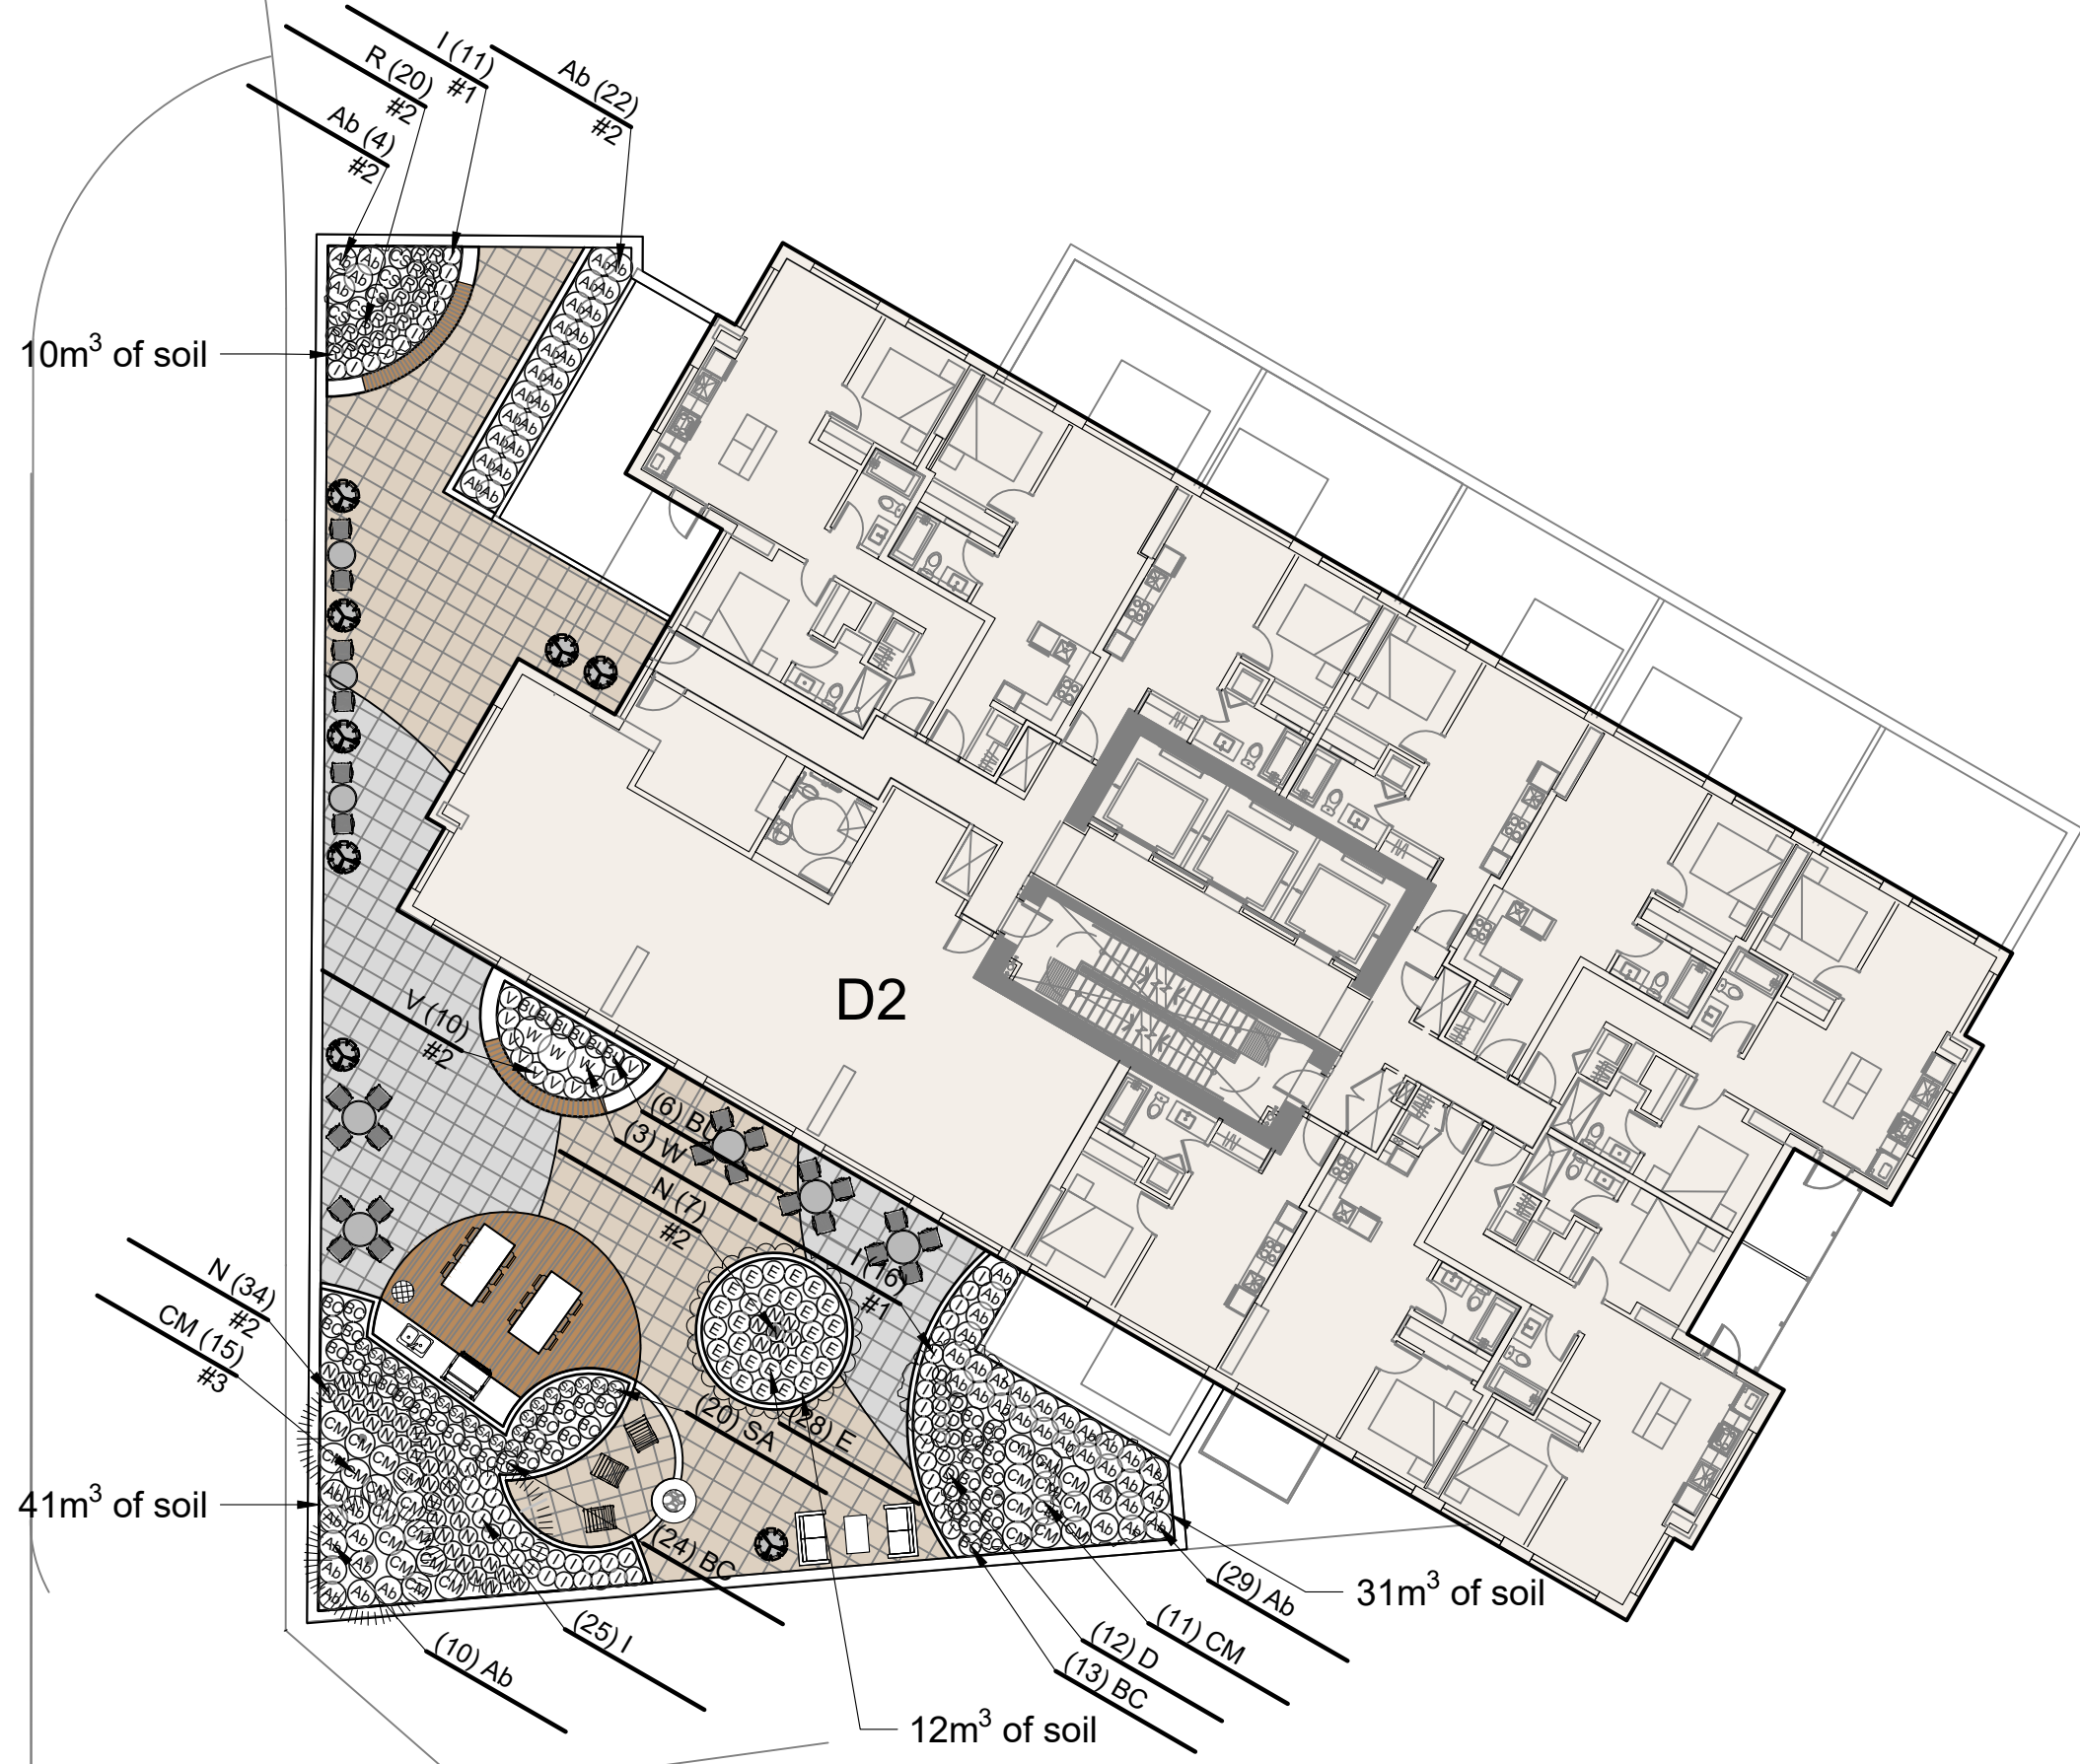 I (11)
#1
R (20)
#2
Ab (22)
#2
Ab (4)
#2
10m³ of soil
D2
V (10)
#2
(6) BU
(3) W
N (7)
#2
I (16)
#1
N (34)
#2
CM (15)
#3
(20) SA
(28) E
41m³ of soil
(24) BC
(29) Ab
31m³ of soil
(11) CM
(12) D
(13) BC
(25) I
(10) Ab
12m³ of soil